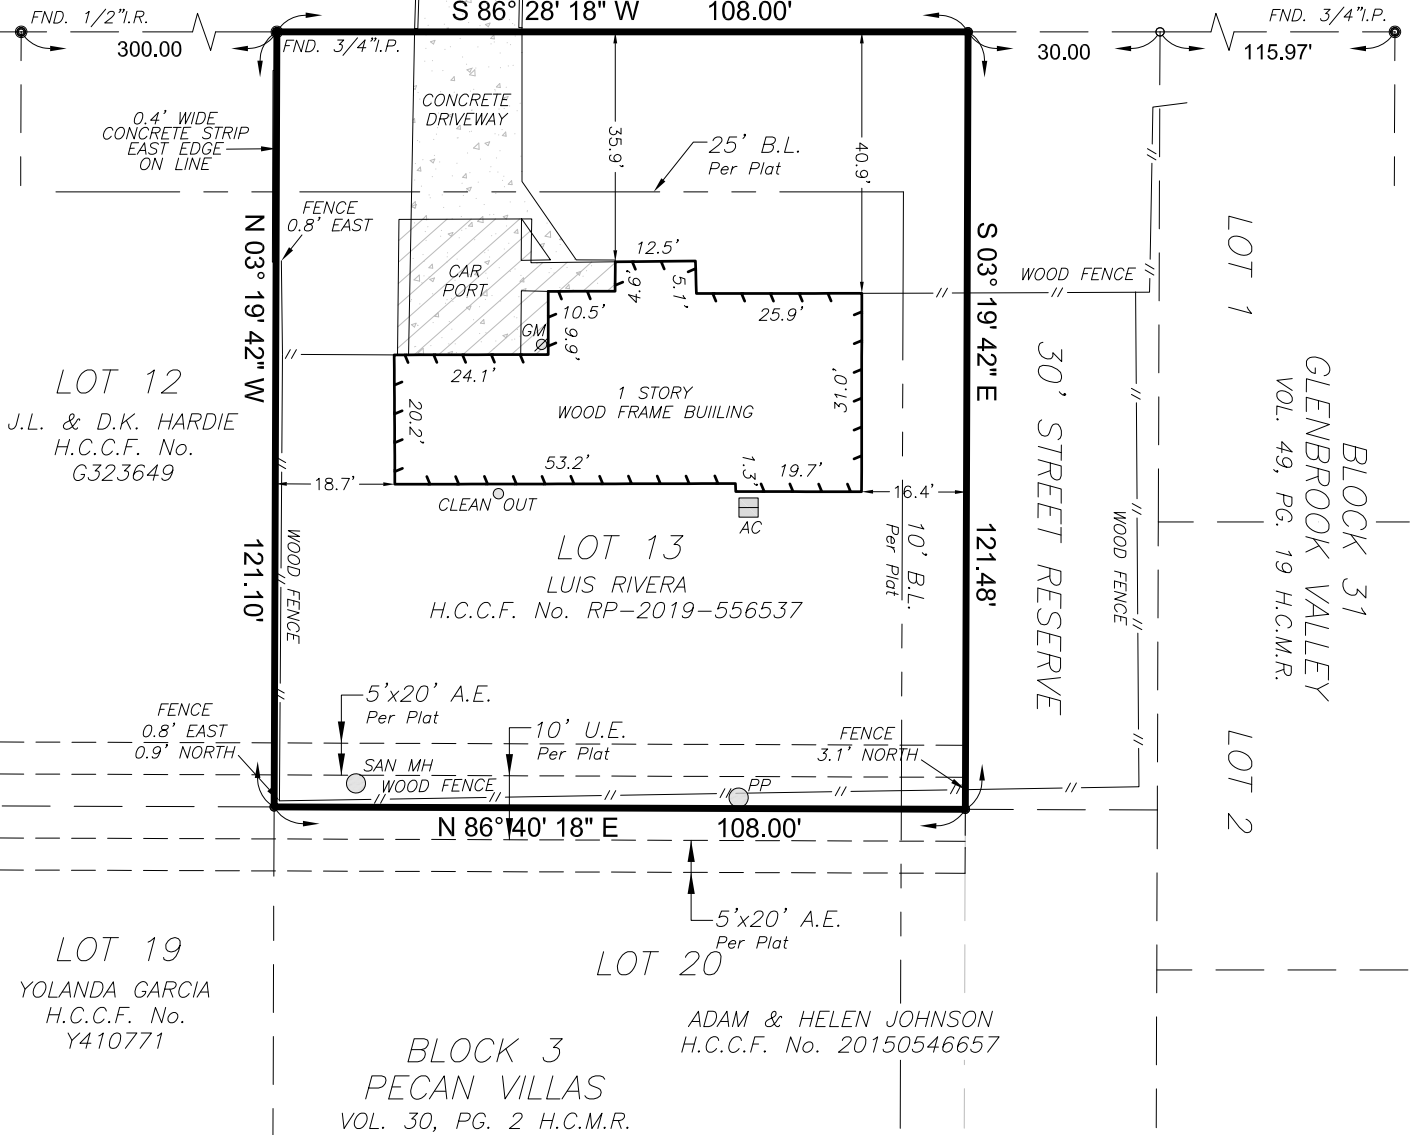 FND. 1/2"I.R.
S 86° 28' 18" W 108.00'
FND. 3/4"I.P.
300.00
FND. 3/4"I.P.
30.00
115.97'
0.4' WIDE
CONCRETE STRIP
EAST EDGE
ON LINE
CONCRETE
DRIVEWAY
35.9'
40.9'
25' B.L.
Per Plat
FENCE
0.8' EAST
N 03° 19' 42" W 121.10'
S 03° 19' 42" E 121.48'
CAR
PORT
12.5'
4.6'
5.1'
10.5'
25.9'
GM
9.9'
24.1'
20.2'
31.0'
1 STORY
WOOD FRAME BUIILING
53.2'
1.3'
19.7'
18.7'
16.4'
CLEAN OUT
AC
WOOD FENCE
30' STREET RESERVE
WOOD FENCE
LOT 1
BLOCK 31
GLENBROOK VALLEY
VOL. 49, PG. 19 H.C.M.R.
LOT 2
LOT 12
J.L. & D.K. HARDIE
H.C.C.F. No.
G323649
WOOD FENCE
LOT 13
LUIS RIVERA
H.C.C.F. No. RP-2019-556537
10' B.L.
Per Plat
5'x20' A.E.
Per Plat
10' U.E.
Per Plat
FENCE
0.8' EAST
0.9' NORTH
FENCE
3.1' NORTH
SAN MH
WOOD FENCE
PP
N 86° 40' 18" E 108.00'
5'x20' A.E.
Per Plat
LOT 19
YOLANDA GARCIA
H.C.C.F. No.
Y410771
LOT 20
ADAM & HELEN JOHNSON
H.C.C.F. No. 20150546657
BLOCK 3
PECAN VILLAS
VOL. 30, PG. 2 H.C.M.R.